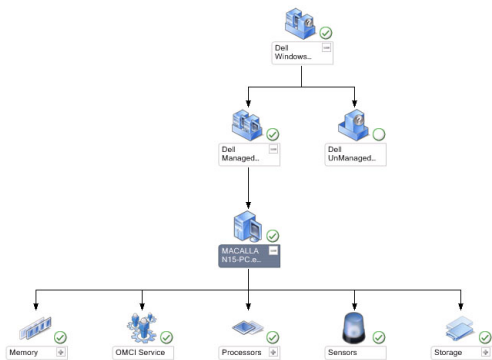 Dell
Windows..
Dell
Managed..
Dell
UnManaged..
MACALLA
N15-PC.e..
Memory
OMCI Service
Processors
Sensors
Storage